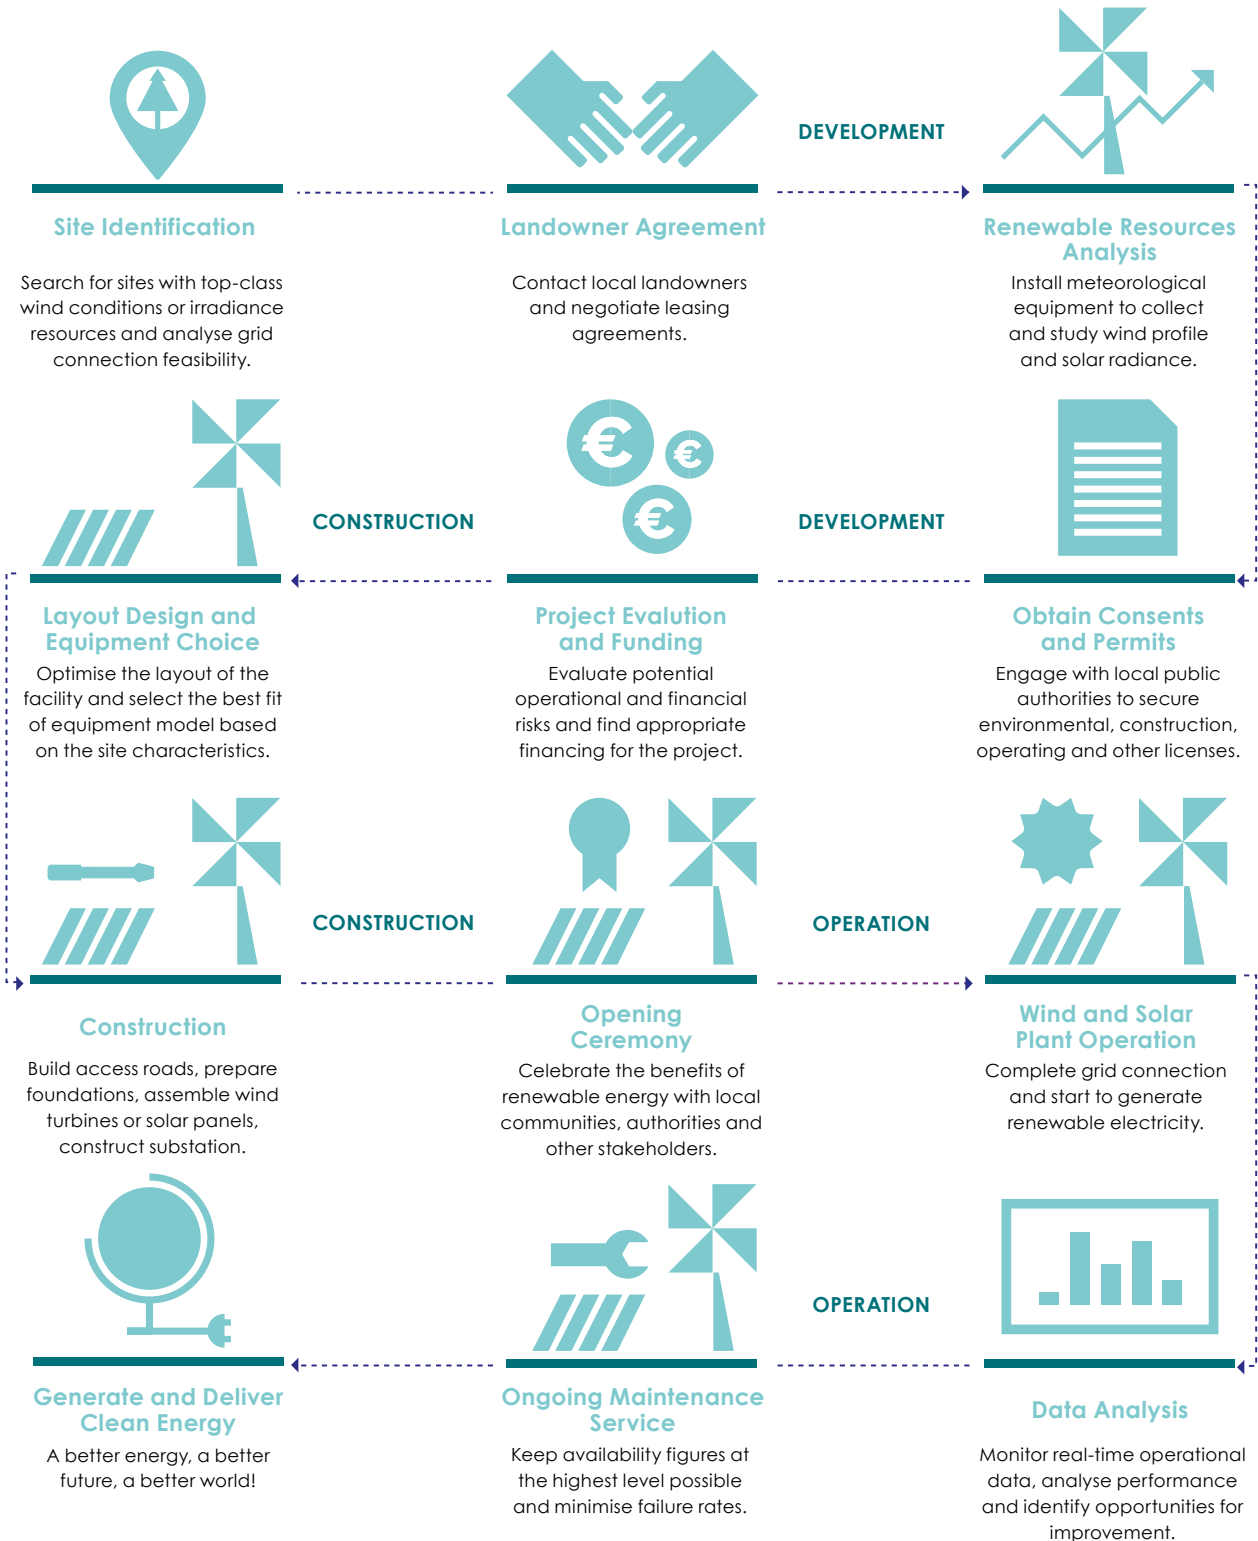 DEVELOPMENT
Site Identification
Search for sites with top-class
wind conditions or irradiance
resources and analyse grid
connection feasibility.
Landowner Agreement
Contact local landowners
and negotiate leasing
agreements.
Renewable Resources
Analysis
Install meteorological
equipment to collect
and study wind profile
and solar radiance.
CONSTRUCTION
DEVELOPMENT
Layout Design and
Equipment Choice
Optimise the layout of the
facility and select the best fit
of equipment model based
on the site characteristics.
Project Evalution
and Funding
Evaluate potential
operational and financial
risks and find appropriate
financing for the project.
Obtain Consents
and Permits
Engage with local public
authorities to secure
environmental, construction,
operating and other licenses.
CONSTRUCTION
OPERATION
Construction
Build access roads, prepare
foundations, assemble wind
turbines or solar panels,
construct substation.
Opening
Ceremony
Celebrate the benefits of
renewable energy with local
communities, authorities and
other stakeholders.
Wind and Solar
Plant Operation
Complete grid connection
and start to generate
renewable electricity.
OPERATION
Generate and Deliver
Clean Energy
A better energy, a better
future, a better world!
Ongoing Maintenance
Service
Keep availability figures at
the highest level possible
and minimise failure rates.
Data Analysis
Monitor real-time operational
data, analyse performance
and identify opportunities for
improvement.